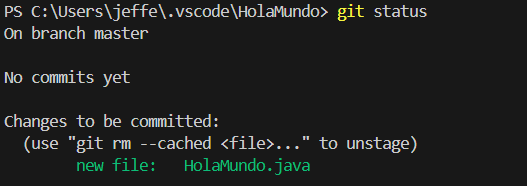 PS C:\Users\jeffe\.vscode\HolaMundo> git status
On branch master
No commits yet
Changes to be committed:
(use "git rm --cached <file>..." to unstage)
new file: HolaMundo.java